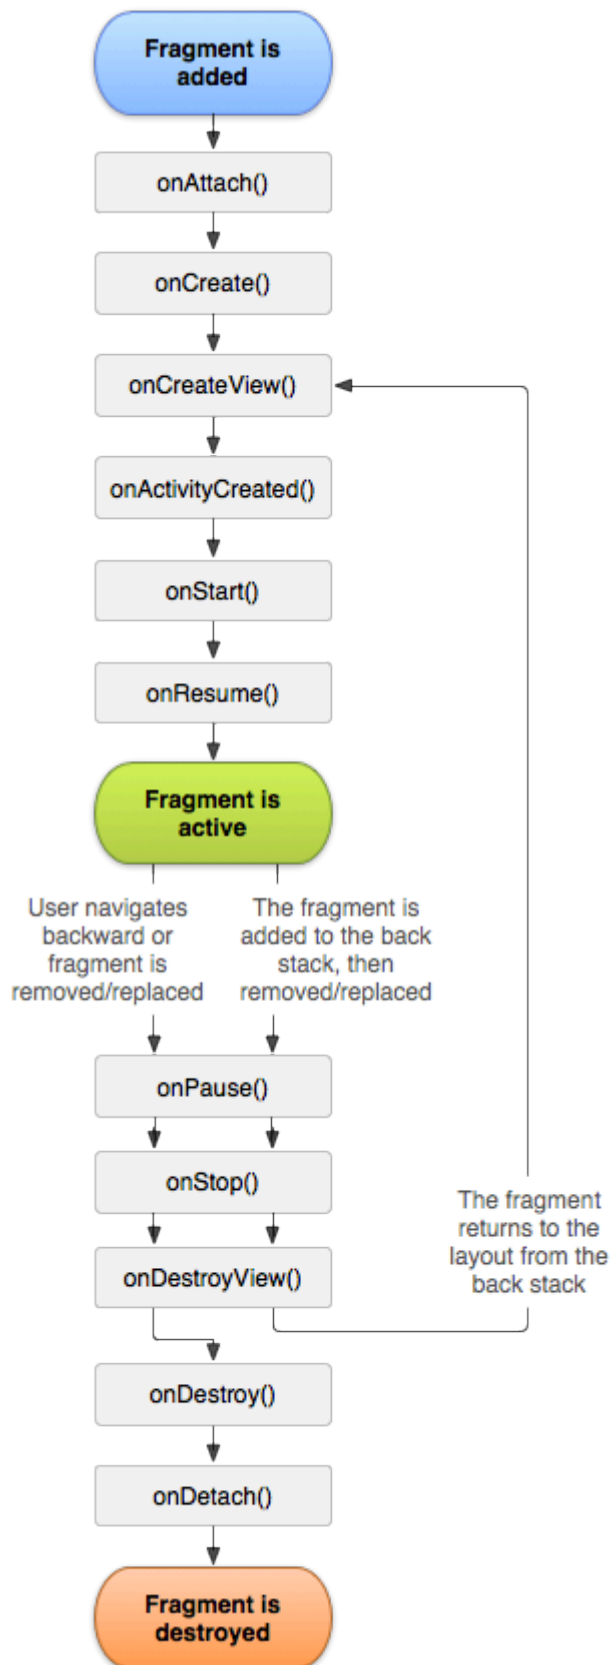 Fragment is
added
onAttach()
onCreate()
onCreateView()
onActivityCreated()
onStart()
onResume()
Fragment is
active
User navigates
backward or
fragment is
removed/replaced
The fragment is
added to the back
stack, then
removed/replaced
onPause()
onStop()
onDestroyView()
The fragment
returns to the
layout from the
back stack
onDestroy()
onDetach()
Fragment is
destroyed